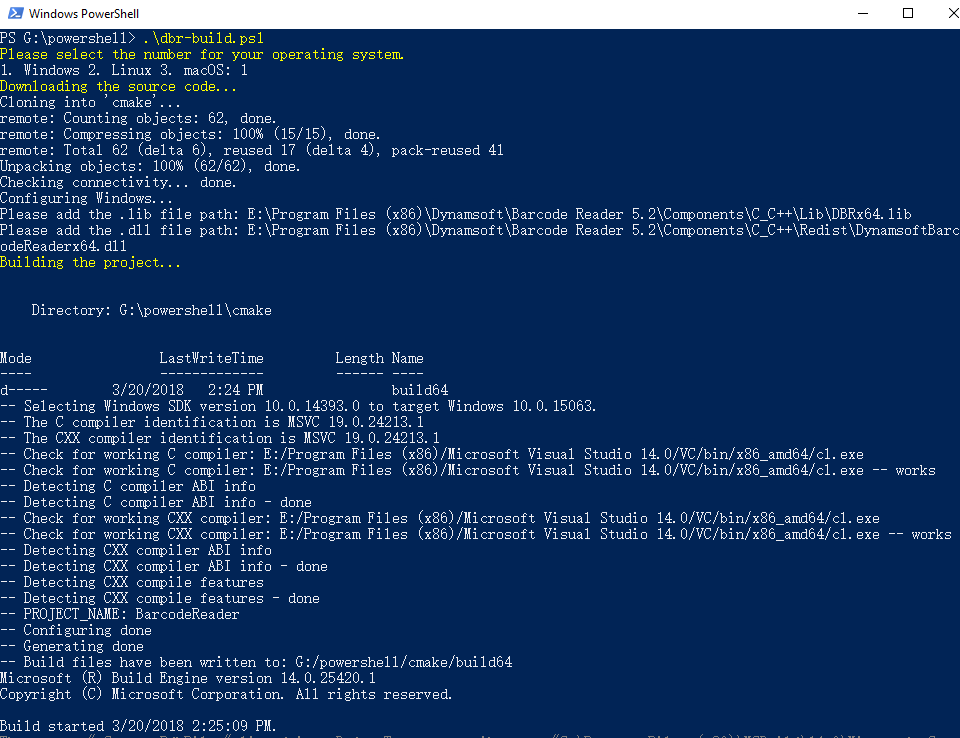 Windows PowerShell
PS G:\powershell> .\dbr-build.ps1
Please select the number for your operating system.
1. Windows 2. Linux 3. macOS: 1
Downloading the source code...
Cloning into 'cmake'...
remote: Counting objects: 62, done.
remote: Compressing objects: 100% (15/15), done.
remote: Total 62 (delta 6), reused 17 (delta 4), pack-reused 41
Unpacking objects: 100% (62/62), done.
Checking connectivity... done.
Configuring Windows...
Please add the .lib file path: E:\Program Files (x86)\Dynamsoft\Barcode Reader 5.2\Components\C_C++\Lib\DBRx64.lib
Please add the .dll file path: E:\Program Files (x86)\Dynamsoft\Barcode Reader 5.2\Components\C_C++\Redist\DynamsoftBarc
odeReaderx64.dll
Building the project...
Directory: G:\powershell\cmake
Mode LastWriteTime Length Name
---- ------------- ------ ----
d----- 3/20/2018 2:24 PM build64
-- Selecting Windows SDK version 10.0.14393.0 to target Windows 10.0.15063.
-- The C compiler identification is MSVC 19.0.24213.1
-- The CXX compiler identification is MSVC 19.0.24213.1
-- Check for working C compiler: E:/Program Files (x86)/Microsoft Visual Studio 14.0/VC/bin/x86_amd64/cl.exe
-- Check for working C compiler: E:/Program Files (x86)/Microsoft Visual Studio 14.0/VC/bin/x86_amd64/cl.exe -- works
-- Detecting C compiler ABI info
-- Detecting C compiler ABI info - done
-- Check for working CXX compiler: E:/Program Files (x86)/Microsoft Visual Studio 14.0/VC/bin/x86_amd64/cl.exe
-- Check for working CXX compiler: E:/Program Files (x86)/Microsoft Visual Studio 14.0/VC/bin/x86_amd64/cl.exe -- works
-- Detecting CXX compiler ABI info
-- Detecting CXX compiler ABI info - done
-- Detecting CXX compile features
-- Detecting CXX compile features - done
-- PROJECT_NAME: BarcodeReader
-- Configuring done
-- Generating done
-- Build files have been written to: G:/powershell/cmake/build64
Microsoft (R) Build Engine version 14.0.25420.1
Copyright (C) Microsoft Corporation. All rights reserved.
Build started 3/20/2018 2:25:09 PM.